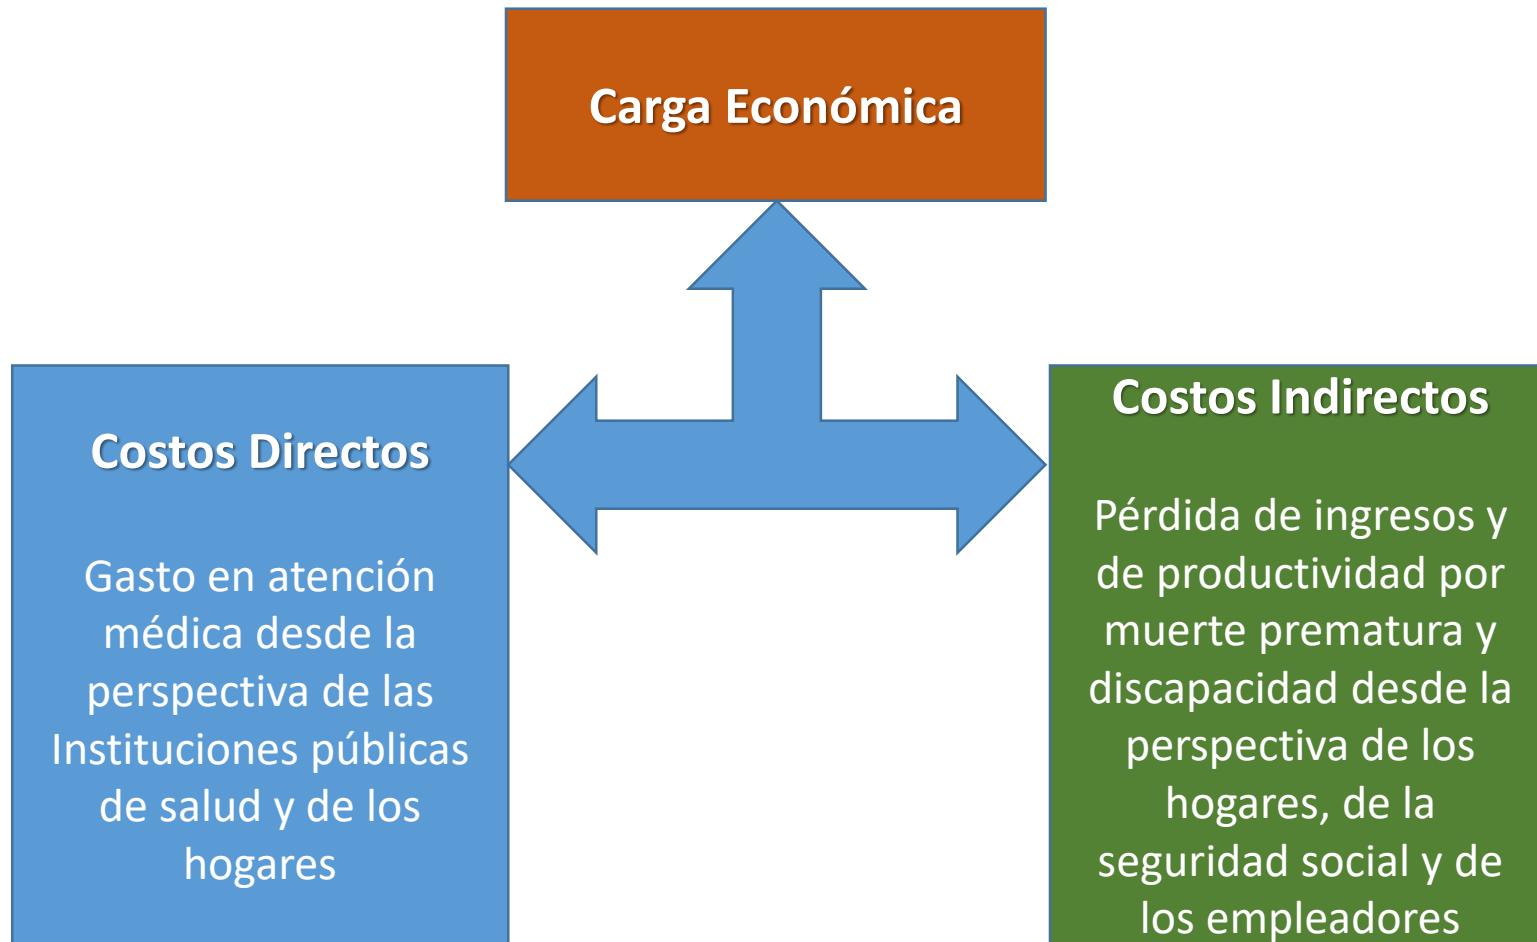 Carga Económica
Costos Directos
Gasto en atención
médica desde la
perspectiva de las
Instituciones públicas
de salud y de los
hogares
Costos Indirectos
Pérdida de ingresos y
de productividad por
muerte prematura y
discapacidad desde la
perspectiva de los
hogares, de la
seguridad social y de
los empleadores